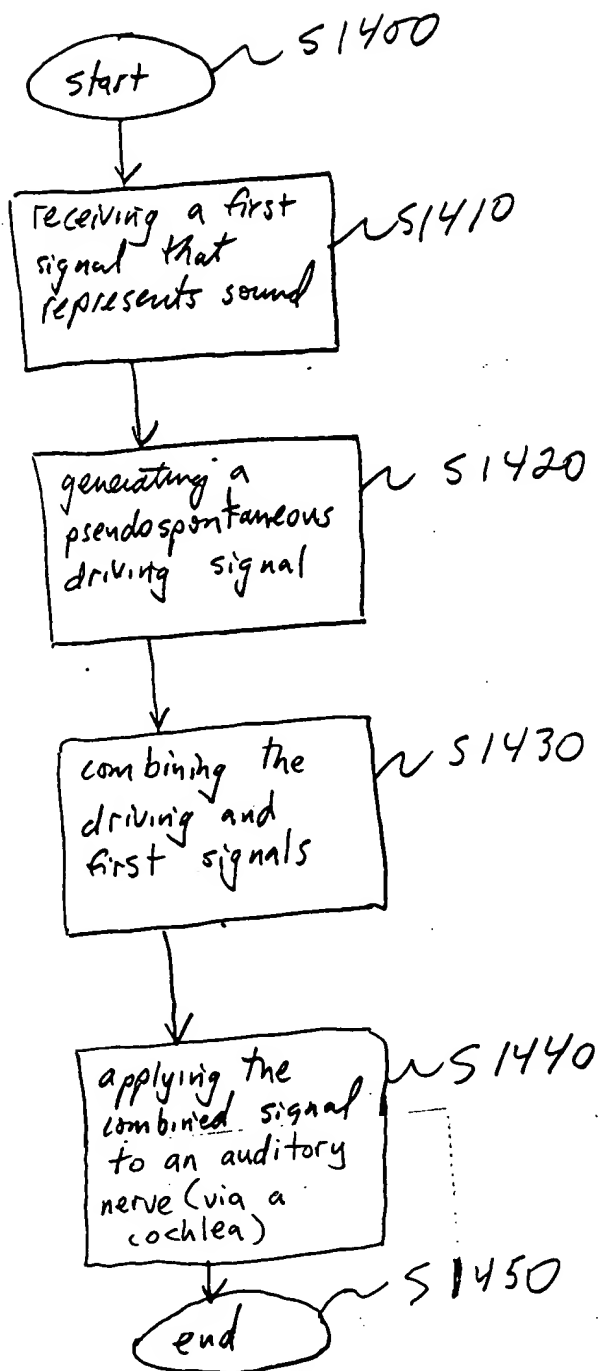 start
S1400
receiving a first
signal that
represents sound
S1410
generating a
pseudospontaneous
driving signal
S1420
combining the
driving and
first signals
S1430
applying the
combined signal
to an auditory
nerve (via a
cochlea)
S1440
end
S1450